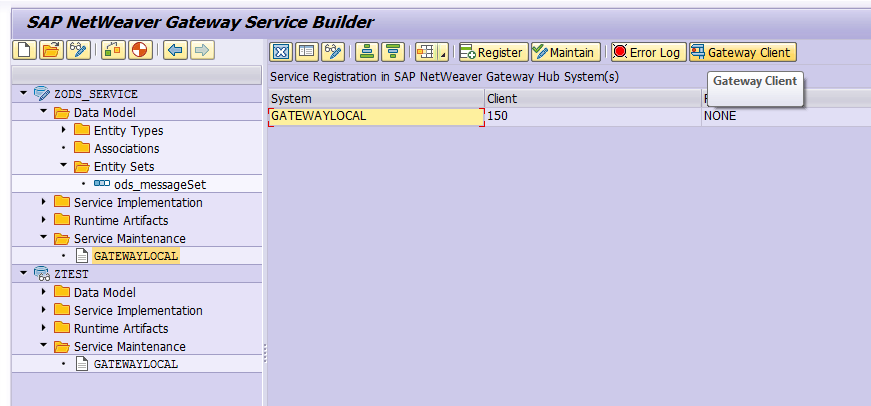 SAP NetWeaver Gateway Service Builder
Register Maintain Error Log Gateway Client
Service Registration in SAP NetWeaver Gateway Hub System(s)
Gateway Client
System Client
GATEWAYLOCAL 150 NONE
ZODS_SERVICE
Data Model
Entity Types
Associations
Entity Sets
ods_messageSet
Service Implementation
Runtime Artifacts
Service Maintenance
GATEWAYLOCAL
ZTEST
Data Model
Service Implementation
Runtime Artifacts
Service Maintenance
GATEWAYLOCAL